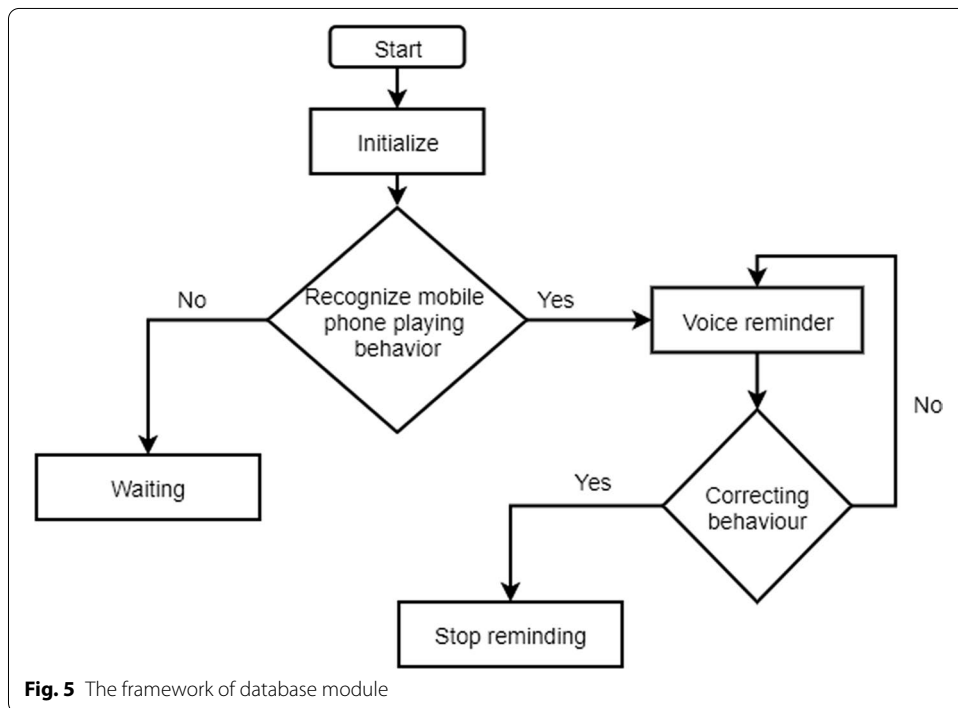 Start
Initialize
Recognize mobile
phone playing
behavior
No
Yes
Voice reminder
No
Waiting
Yes
Correcting
behaviour
Stop reminding
Fig. 5 The framework of database module